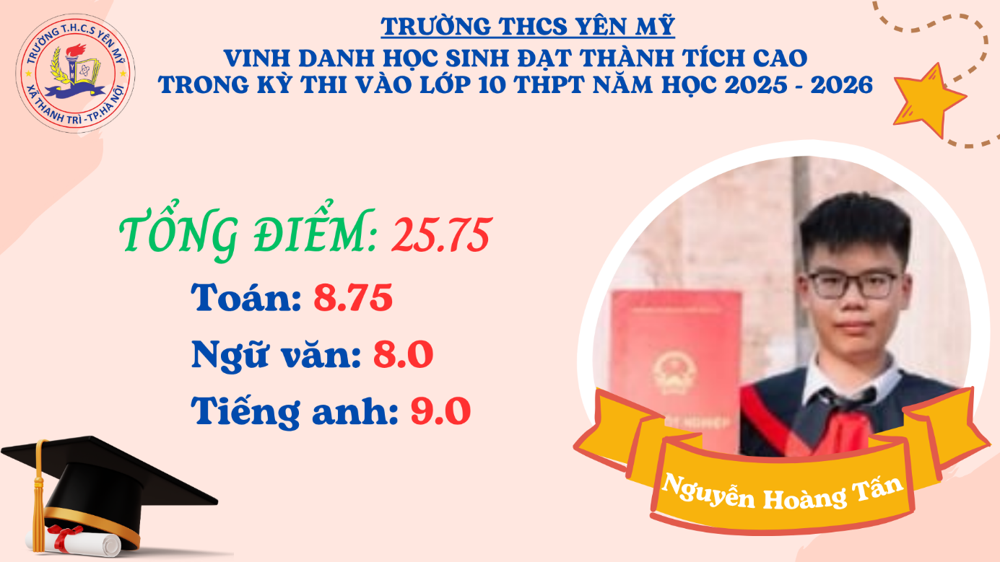 TRƯỜNG T.H.C.S YÊN MỸ
XÃ THANH TRÌ -TP.HÀ NỘI
TRƯỜNG THCS YÊN MỸ
VINH DANH HỌC SINH ĐẠT THÀNH TÍCH CAO
TRONG KỲ THI VÀO LỚP 10 THPT NĂM HỌC 2025 - 2026
TỔNG ĐIỂM: 25.75
Toán: 8.75
Ngữ văn: 8.0
Tiếng anh: 9.0
NGHIỆP
Nguyễn Hoàng Tấn